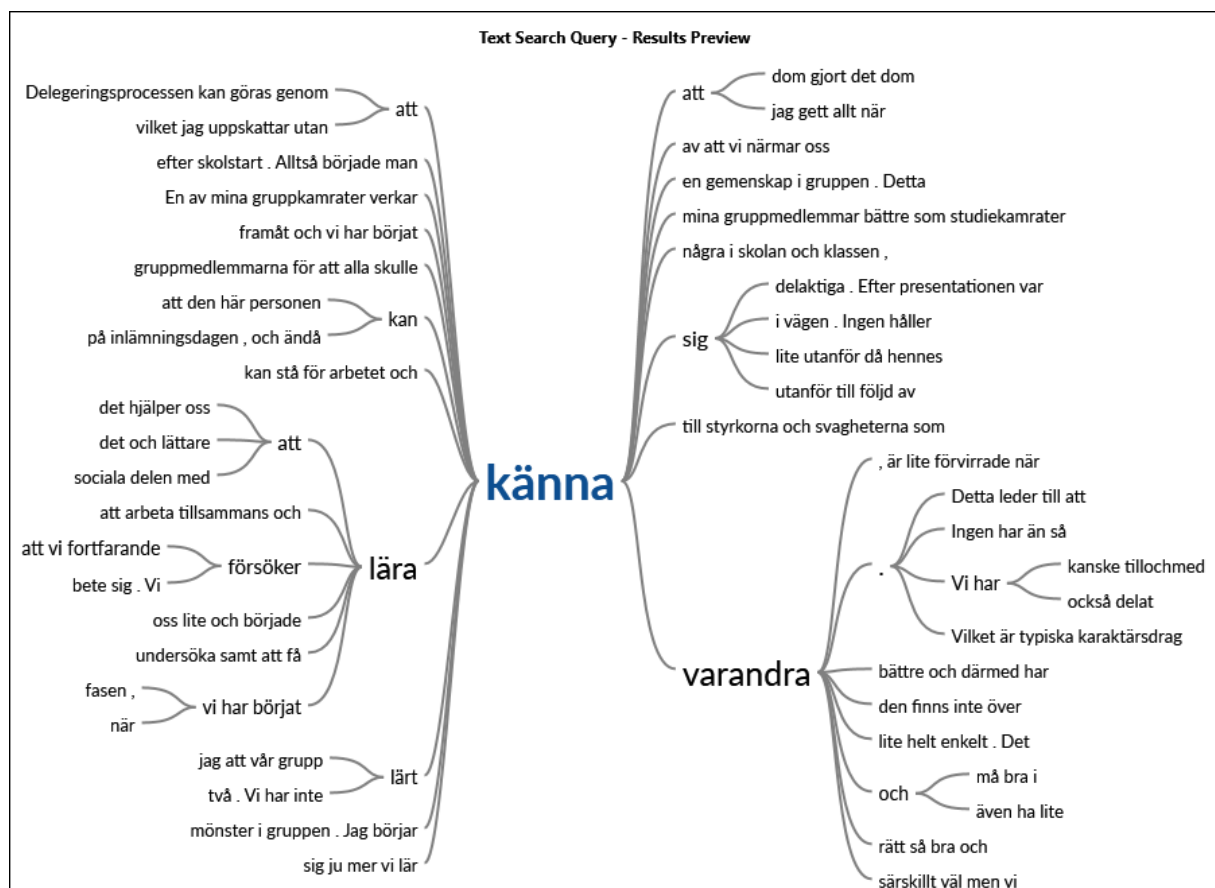 Text Search Query - Results Preview
Delegeringsprocessen kan göras genom
vilket jag uppskattar utan
att
efter skolstart . Alltså började man
En av mina gruppkamrater verkar
framåt och vi har börjat
gruppmedlemmarna för att alla skulle
att den här personen
på inlämningsdagen , och ändå
kan
kan stå för arbetet och
det hjälper oss
det och lättare
sociala delen med
att
att arbeta tillsammans och
att vi fortfarande
bete sig . Vi
försöker
oss lite och började
undersöka samt att få
fasen ,
när
vi har börjat
lära
jag att vår grupp
två . Vi har inte
lärt
mönster i gruppen . Jag börjar
sig ju mer vi lär
känna
att
dom gjort det dom
jag gett allt när
av att vi närmar oss
en gemenskap i gruppen . Detta
mina gruppmedlemmar bättre som studiekamrater
några i skolan och klassen ,
sig
delaktiga . Efter presentationen var
i vägen . Ingen håller
lite utanför då hennes
utanför till följd av
till styrkorna och svagheterna som
varandra
, är lite förvirrade när
.
Detta leder till att
Ingen har än så
Vi har
kanske tillochmed
också delat
Vilket är typiska karaktärsdrag
bättre och därmed har
den finns inte över
lite helt enkelt . Det
och
må bra i
även ha lite
rätt så bra och
särskillt väl men vi